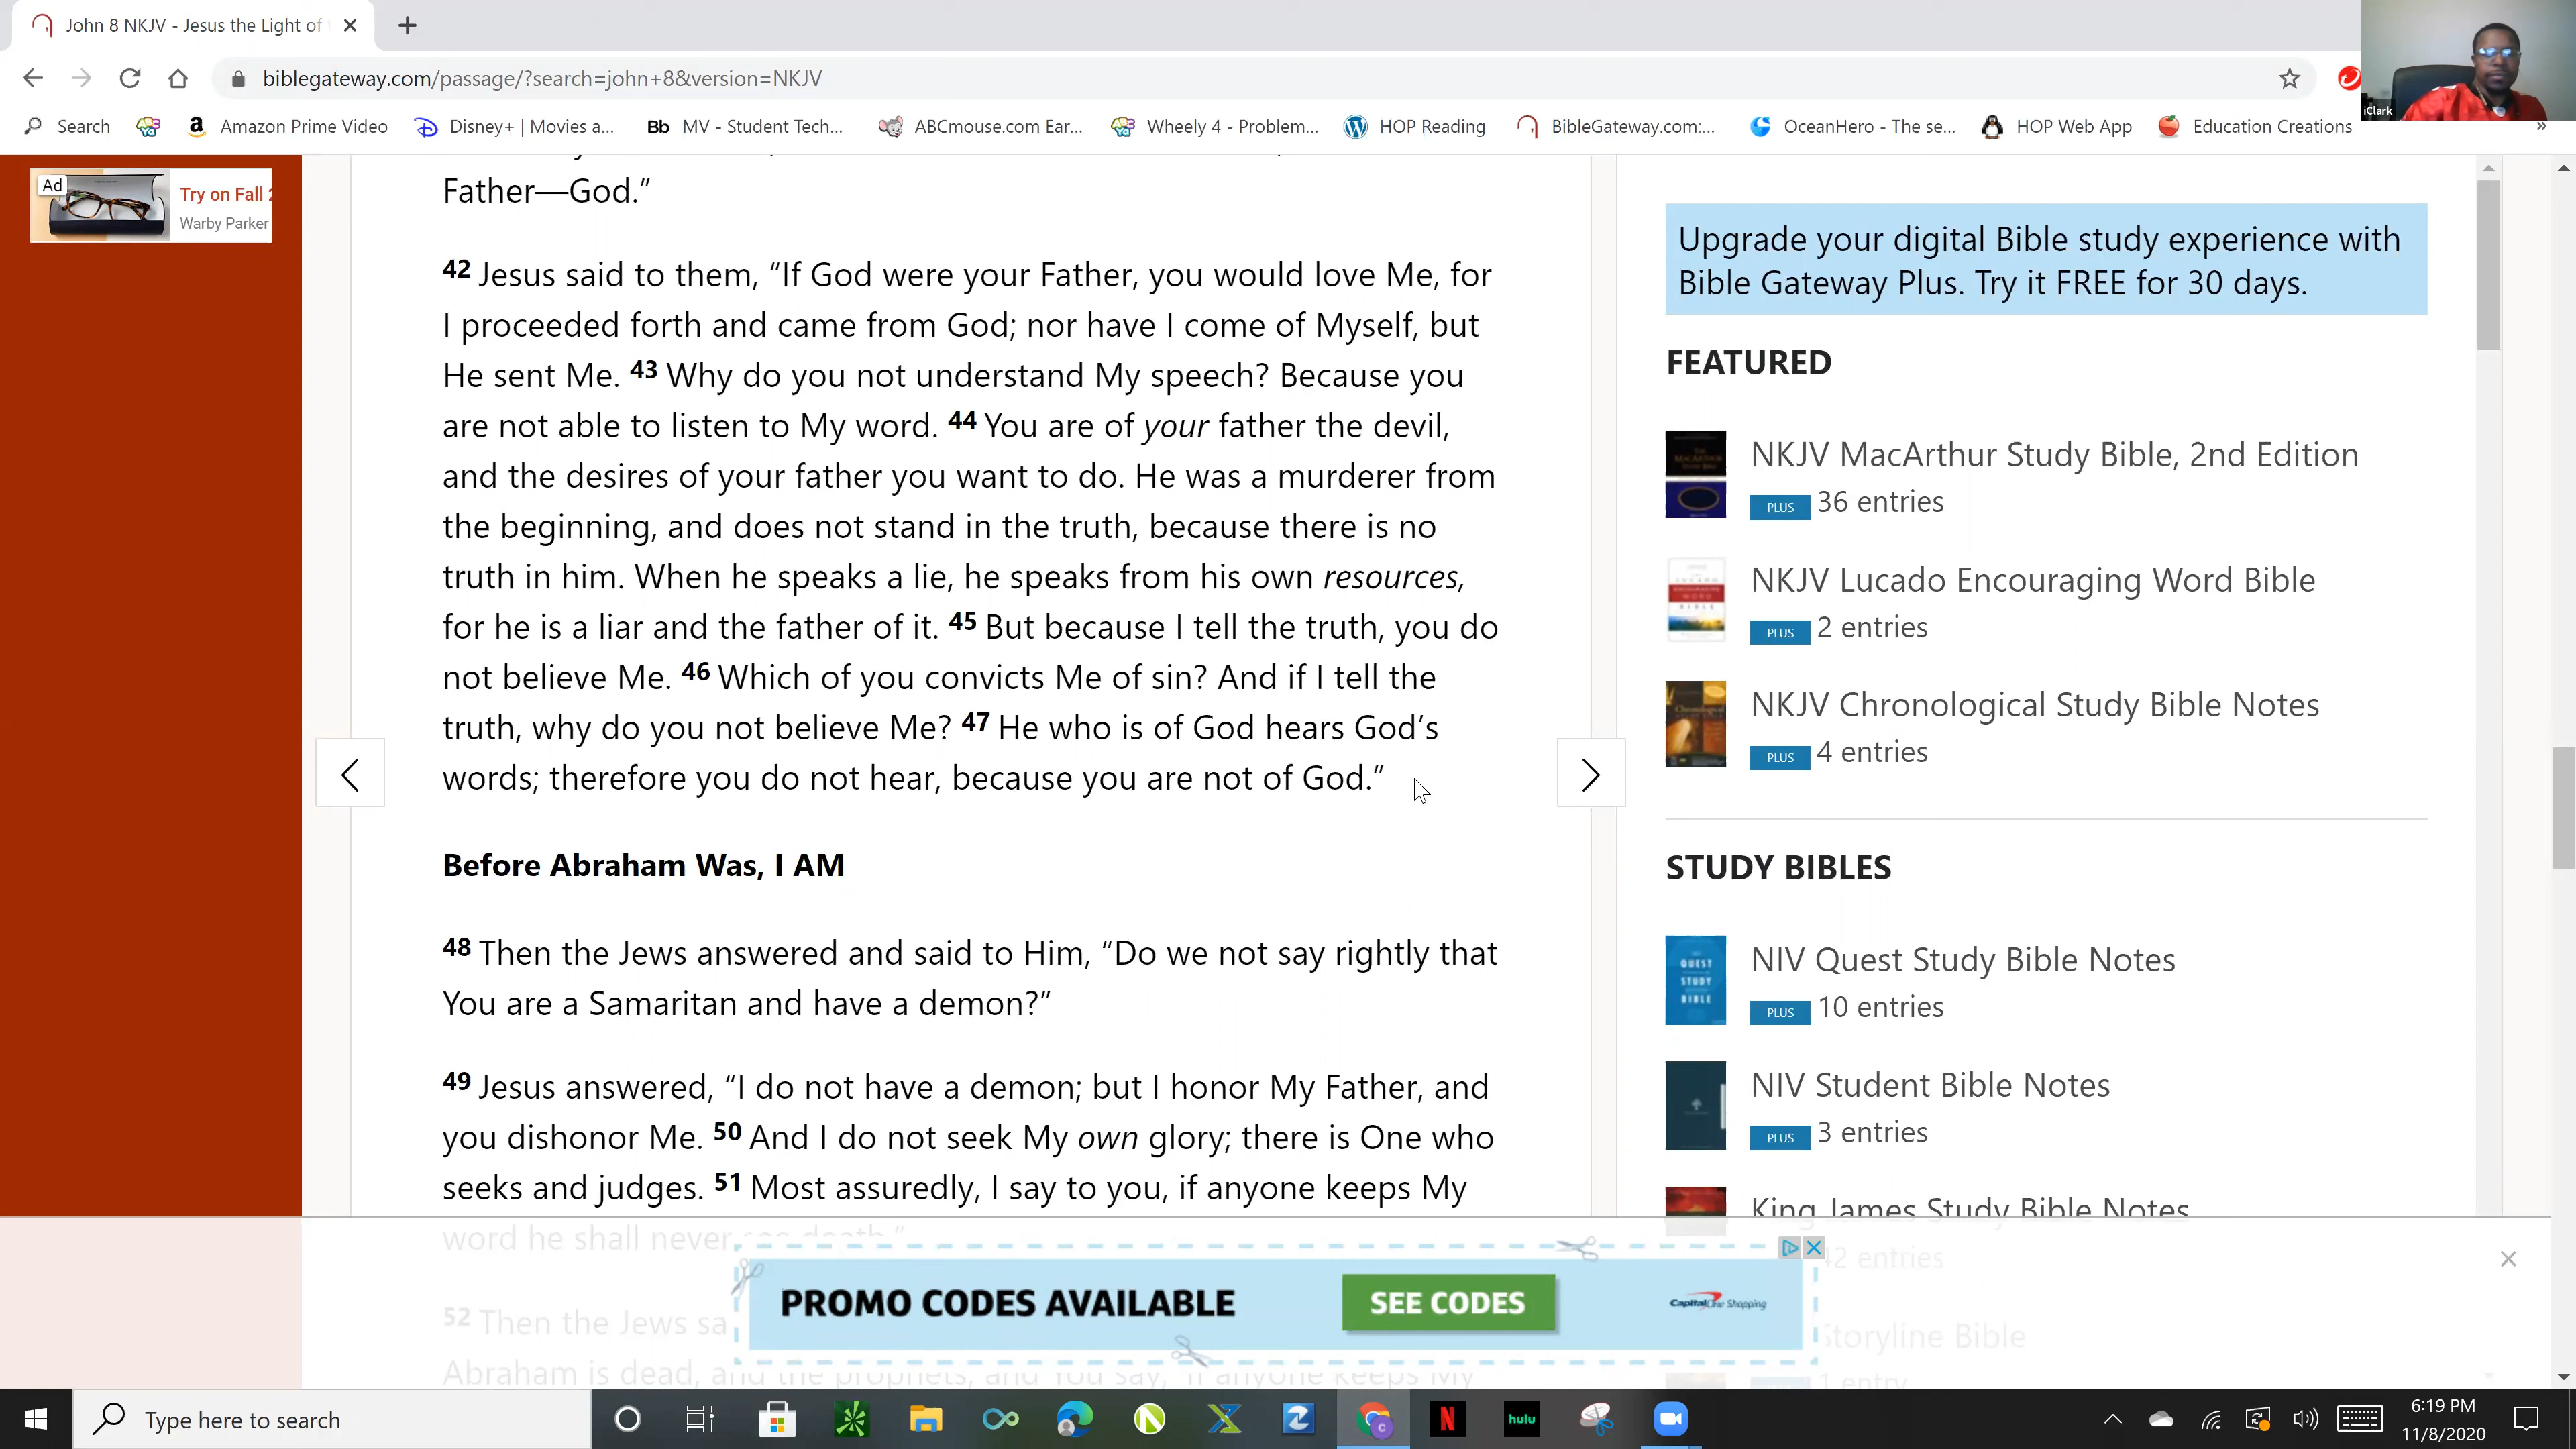 John 8 NKJV - Jesus the Light of
biblegateway.com/passage/?search=john+8&version=NKJV
iClark
Search
Amazon Prime Video
Disney+ | Movies a...
Bb MV - Student Tech...
ABCmouse.com Ear...
Wheely 4 - Problem...
HOP Reading
BibleGateway.com:...
OceanHero - The se...
HOP Web App
Education Creations
»
Ad
Try on Fall
Warby Parker
Father—God.”
42 Jesus said to them, “If God were your Father, you would love Me, for
I proceeded forth and came from God; nor have I come of Myself, but
He sent Me. 43 Why do you not understand My speech? Because you
are not able to listen to My word. 44 You are of your father the devil,
and the desires of your father you want to do. He was a murderer from
the beginning, and does not stand in the truth, because there is no
truth in him. When he speaks a lie, he speaks from his own resources,
for he is a liar and the father of it. 45 But because I tell the truth, you do
not believe Me. 46 Which of you convicts Me of sin? And if I tell the
truth, why do you not believe Me? 47 He who is of God hears God’s
words; therefore you do not hear, because you are not of God.”
Before Abraham Was, I AM
48 Then the Jews answered and said to Him, “Do we not say rightly that
You are a Samaritan and have a demon?”
49 Jesus answered, “I do not have a demon; but I honor My Father, and
you dishonor Me. 50 And I do not seek My own glory; there is One who
seeks and judges. 51 Most assuredly, I say to you, if anyone keeps My
word he shall never see death.”
52 Then the Jews sa
Abraham is dead, and the prophets, and You say, ‘If anyone keeps My
Upgrade your digital Bible study experience with
Bible Gateway Plus. Try it FREE for 30 days.
FEATURED
NKJV MacArthur Study Bible, 2nd Edition
PLUS 36 entries
NKJV Lucado Encouraging Word Bible
PLUS 2 entries
NKJV Chronological Study Bible Notes
PLUS 4 entries
STUDY BIBLES
NIV Quest Study Bible Notes
PLUS 10 entries
QUEST
STUDY
BIBLE
NIV Student Bible Notes
PLUS 3 entries
King James Study Bible Notes
2 entries
Storyline Bible
1 entry
PROMO CODES AVAILABLE
SEE CODES
Capital One Shopping
Type here to search
N
hulu
6:19 PM
11/8/2020